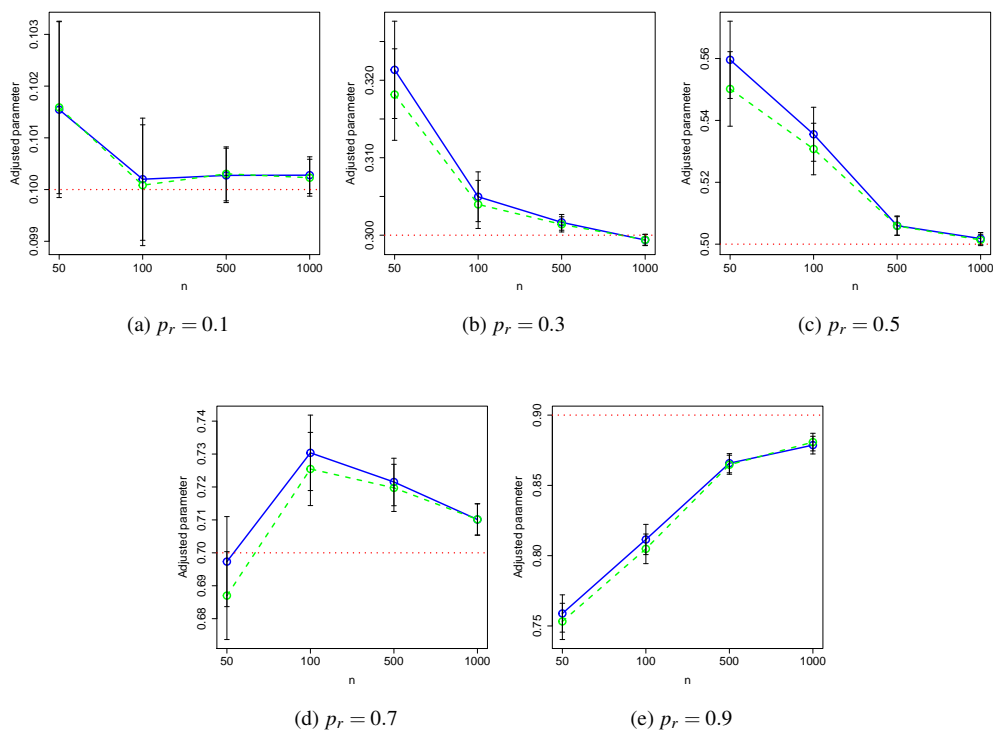 0.103
0.102
0.101
0.100
0.099
Adjusted parameter
50 100 500 1000
n
(a) p_r = 0.1
0.320
0.310
0.300
Adjusted parameter
50 100 500 1000
n
(b) p_r = 0.3
0.56
0.54
0.52
0.50
Adjusted parameter
50 100 500 1000
n
(c) p_r = 0.5
0.74
0.73
0.72
0.71
0.70
0.69
0.68
Adjusted parameter
50 100 500 1000
n
(d) p_r = 0.7
0.90
0.85
0.80
0.75
Adjusted parameter
50 100 500 1000
n
(e) p_r = 0.9